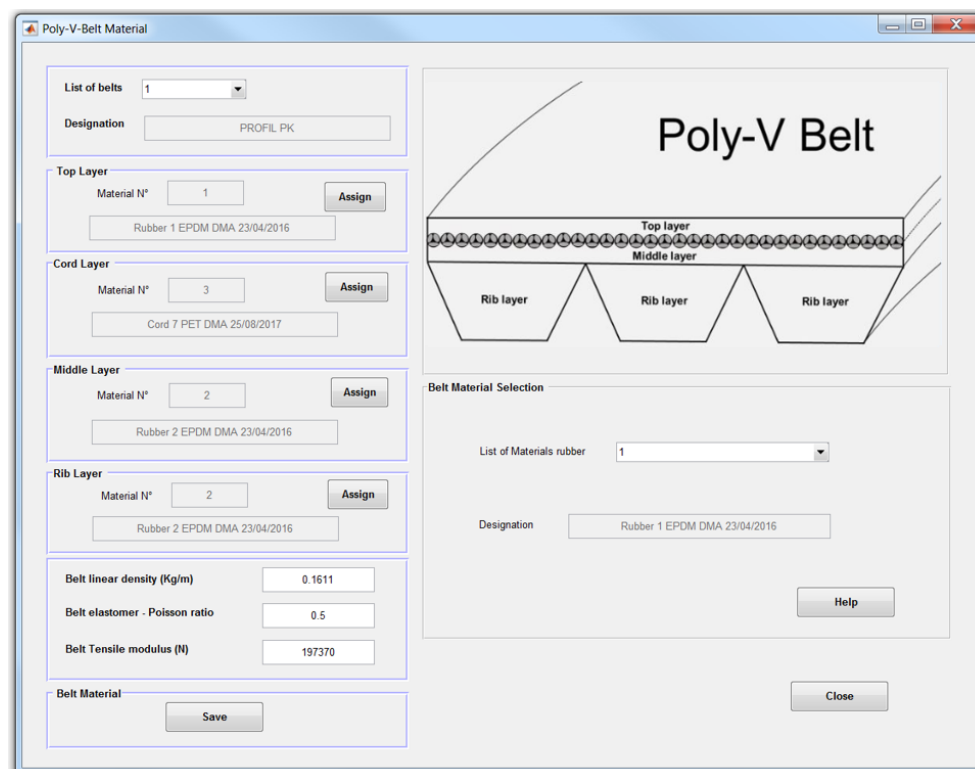 Poly-V-Belt Material
List of belts 1
Designation PROFIL PK
Top Layer
Material N° 1 Assign
Rubber 1 EPDM DMA 23/04/2016
Cord Layer
Material N° 3 Assign
Cord 7 PET DMA 25/08/2017
Middle Layer
Material N° 2 Assign
Rubber 2 EPDM DMA 23/04/2016
Rib Layer
Material N° 2 Assign
Rubber 2 EPDM DMA 23/04/2016
Belt linear density (Kg/m) 0.1611
Belt elastomer - Poisson ratio 0.5
Belt Tensile modulus (N) 197370
Belt Material
Save
Poly-V Belt
Top layer
Middle layer
Rib layer Rib layer Rib layer
Belt Material Selection
List of Materials rubber 1
Designation Rubber 1 EPDM DMA 23/04/2016
Help
Close